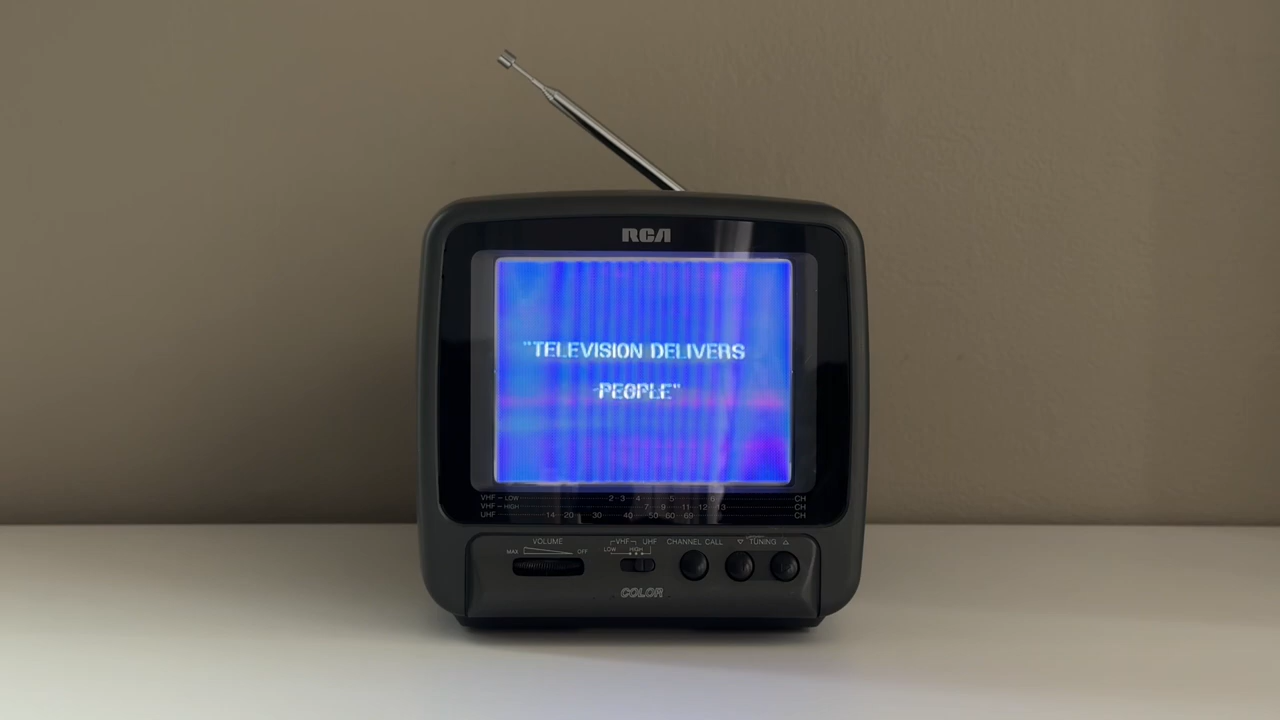 RCA
"TELEVISION DELIVERS
PEOPLE"
VHF – LOW 2 3 4 5 6 CH
VHF – HIGH 7 9 11 12 13 CH
UHF 14 20 30 40 50 60 69 CH
VOLUME VHF UHF CHANNEL CALL TUNING
MAX OFF LOW HIGH
COLOR